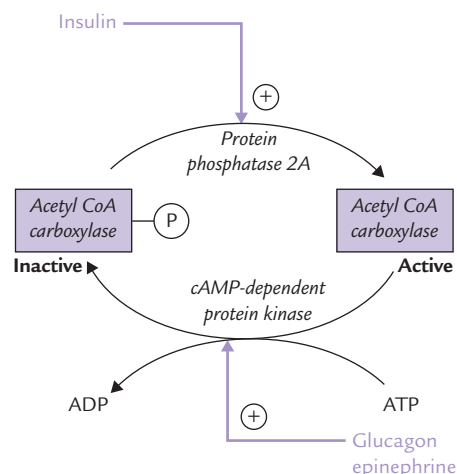 Insulin
+
Protein
phosphatase 2A
Acetyl CoA
carboxylase
P
Acetyl CoA
carboxylase
Inactive
Active
cAMP-dependent
protein kinase
ADP
ATP
+
Glucagon
epinephrine